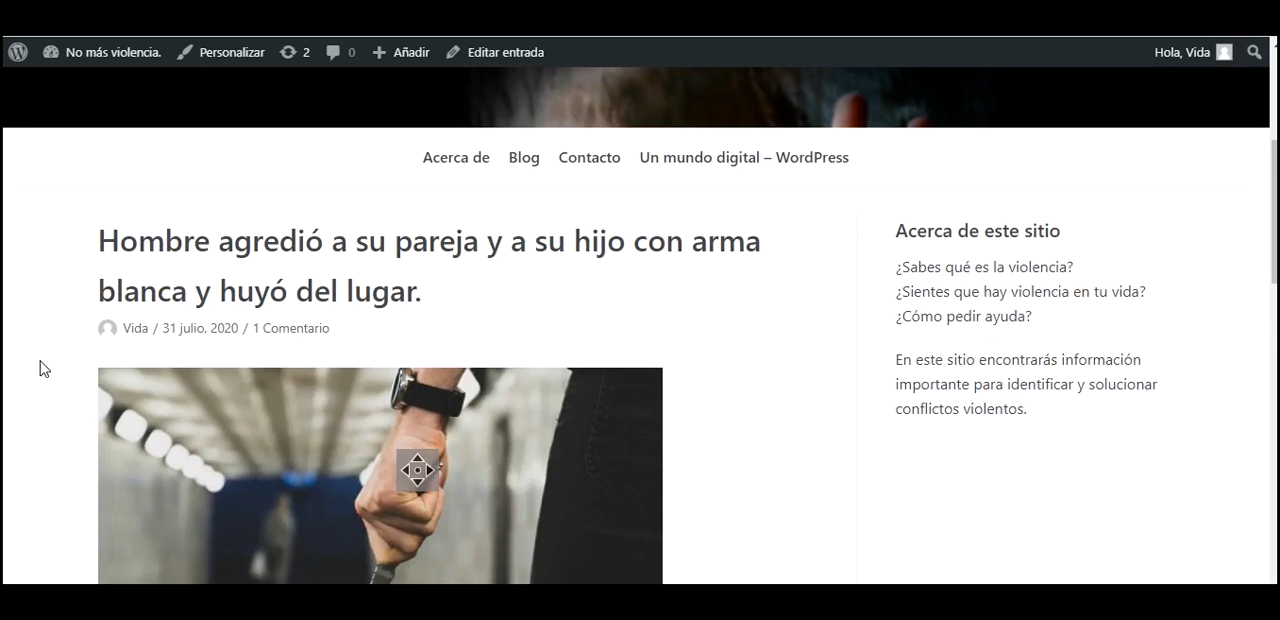 No más violencia. Personalizar 2 0 Añadir Editar entrada Hola, Vida
Acerca de Blog Contacto Un mundo digital – WordPress
Hombre agredió a su pareja y a su hijo con arma
blanca y huyó del lugar.
Vida / 31 julio, 2020 / 1 Comentario
Acerca de este sitio
¿Sabes qué es la violencia?
¿Sientes que hay violencia en tu vida?
¿Cómo pedir ayuda?
En este sitio encontrarás información
importante para identificar y solucionar
conflictos violentos.